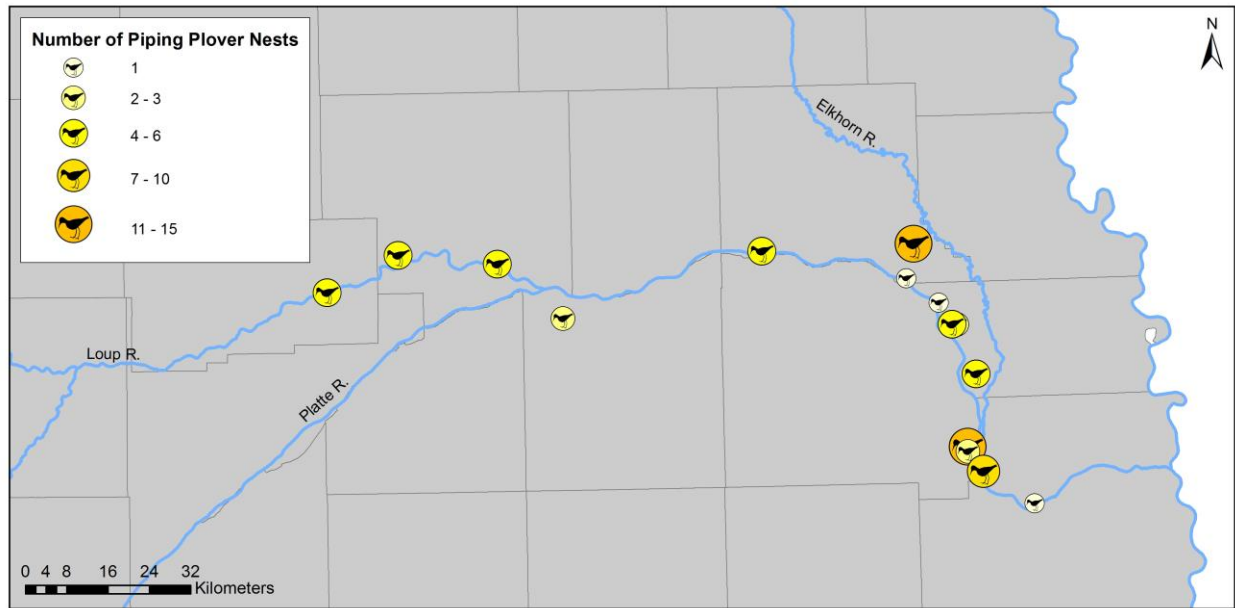 Number of Piping Plover Nests
1
2 - 3
4 - 6
7 - 10
11 - 15
N
Elkhorn R.
Loup R.
Platte R.
0 4 8 16 24 32
Kilometers